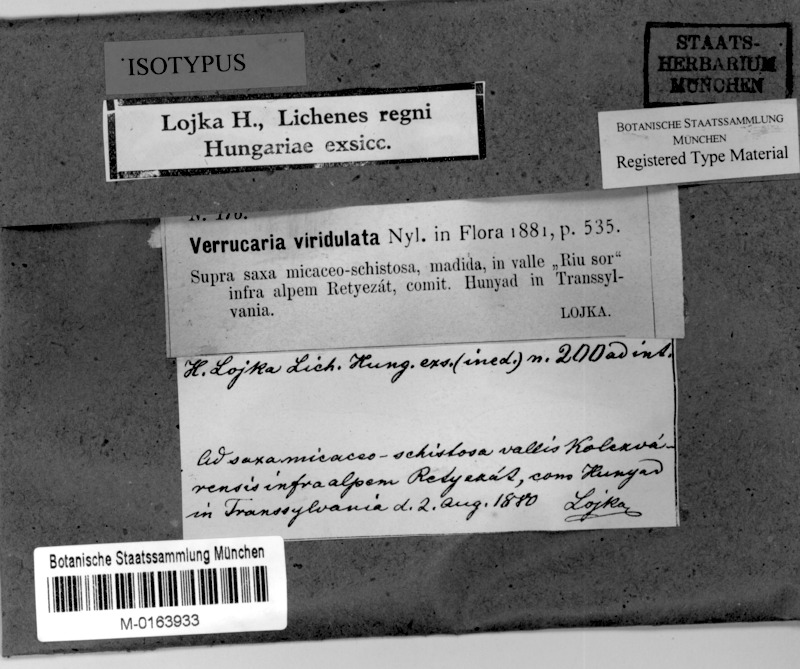 ISOTYPUS
STAATS-
HERBARIUM
MÜNCHEN
Lojka H., Lichenes regni
Hungariae exsicc.
BOTANISCHE STAATSSAMMLUNG
MÜNCHEN
Registered Type Material
N. 176.
Verrucaria viridulata Nyl. in Flora 1881, p. 535.
Supra saxa micaceo-schistosa, madida, in valle „Riu sor“
infra alpem Retyezát, comit. Hunyad in Transsyl-
vania.
LOJKA.
H. Lojka Lich. Hung. exs. (ined.) n. 200 ad int.
Ad saxa micaceo-schistosa vallis Kolczvá-
rensis infra alpem Retyezát, com Hunyad
in Transsylvania d. 2. Aug. 1880
Lojka
Botanische Staatssammlung München
M-0163933